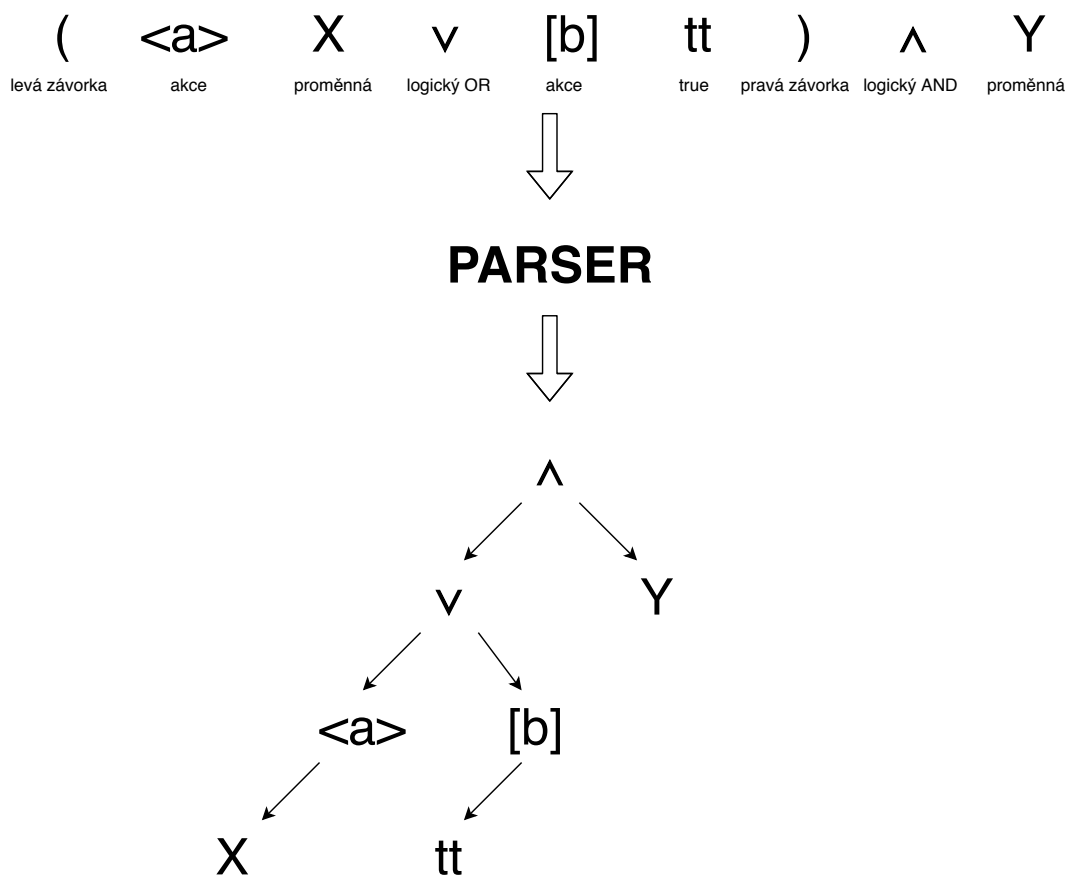 ( <a> X ∨ [b] tt ) ∧ Y
levá závorka akce proměnná logický OR akce true pravá závorka logický AND proměnná
PARSER
∧
∨ Y
<a> [b]
X tt